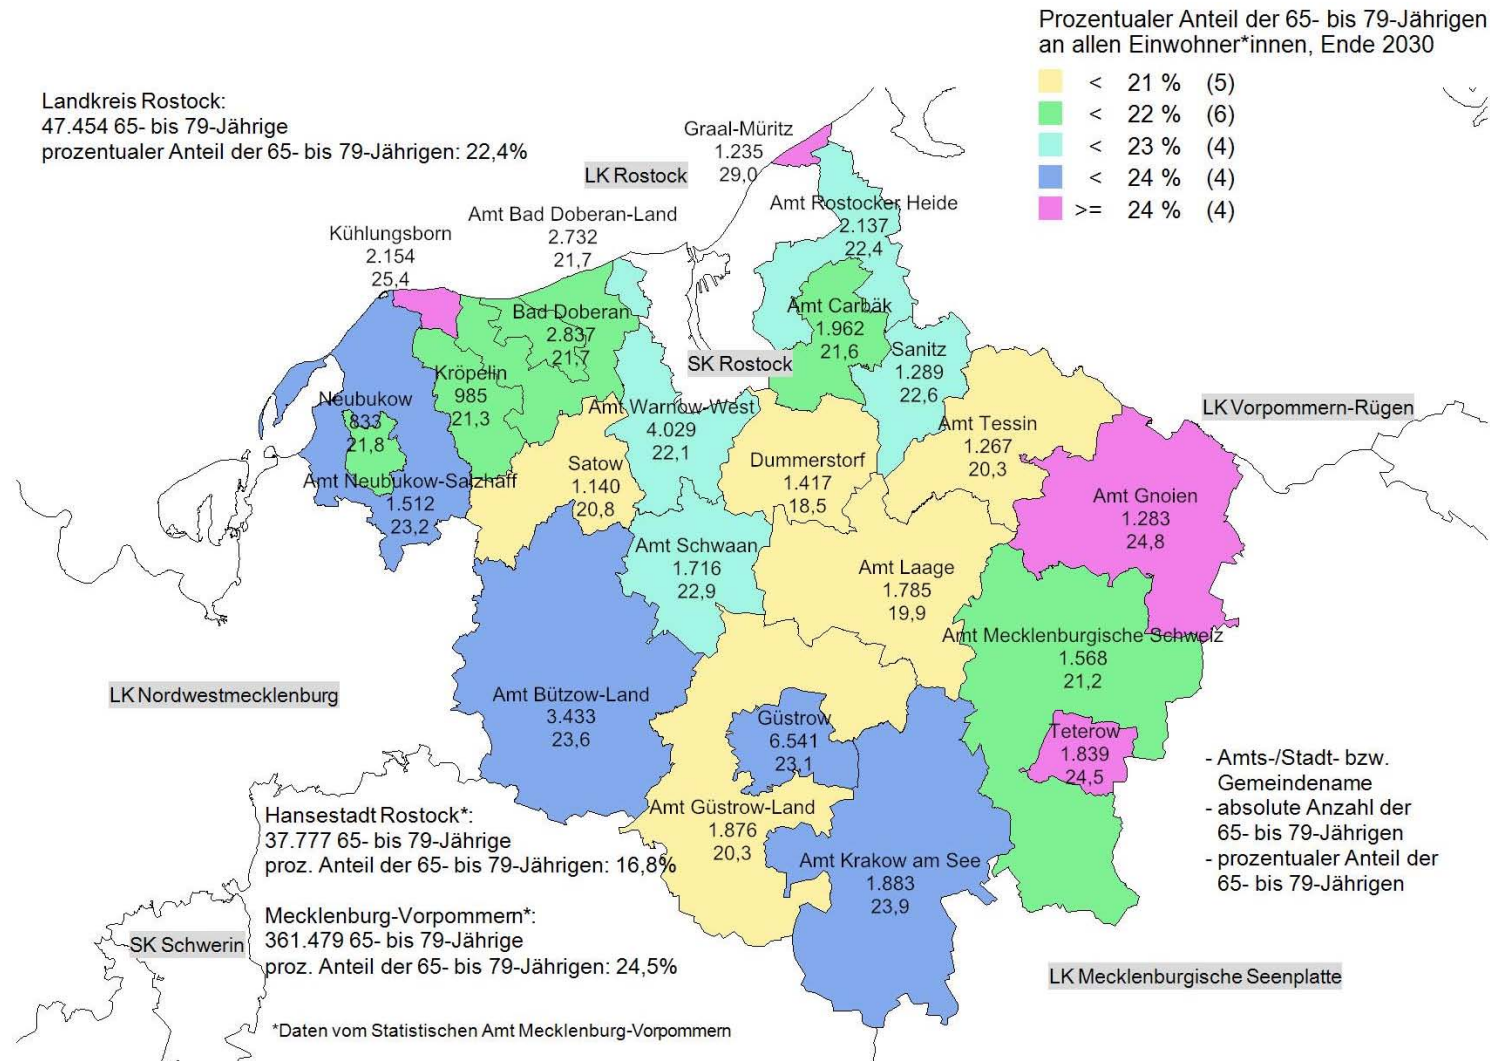 Prozentualer Anteil der 65- bis 79-Jährigen
an allen Einwohner*innen, Ende 2030
< 21 % (5)
< 22 % (6)
< 23 % (4)
< 24 % (4)
>= 24 % (4)
Landkreis Rostock:
47.454 65- bis 79-Jährige
prozentualer Anteil der 65- bis 79-Jährigen: 22,4%
Graal-Müritz
1.235
29,0
LK Rostock
Amt Rostocker Heide
2.137
22,4
Amt Bad Doberan-Land
2.732
21,7
Kühlungsborn
2.154
25,4
Bad Doberan
2.837
21,7
Amt Carbäk
1.962
21,6
Sanitz
1.289
22,6
SK Rostock
Kröpelin
985
21,3
Neubukow
833
21,8
Amt Warnow-West
4.029
22,1
LK Vorpommern-Rügen
Amt Tessin
1.267
20,3
Satow
1.140
20,8
Dummerstorf
1.417
18,5
Amt Neubukow-Salzhaff
1.512
23,2
Amt Gnoien
1.283
24,8
Amt Schwaan
1.716
22,9
Amt Laage
1.785
19,9
Amt Mecklenburgische Schweiz
1.568
21,2
LK Nordwestmecklenburg
Amt Bützow-Land
3.433
23,6
Güstrow
6.541
23,1
Teterow
1.839
24,5
- Amts-/Stadt- bzw.
Gemeindename
- absolute Anzahl der
65- bis 79-Jährigen
- prozentualer Anteil der
65- bis 79-Jährigen
Amt Güstrow-Land
1.876
20,3
Amt Krakow am See
1.883
23,9
Hansestadt Rostock*:
37.777 65- bis 79-Jährige
proz. Anteil der 65- bis 79-Jährigen: 16,8%
Mecklenburg-Vorpommern*:
361.479 65- bis 79-Jährige
proz. Anteil der 65- bis 79-Jährigen: 24,5%
SK Schwerin
LK Mecklenburgische Seenplatte
*Daten vom Statistischen Amt Mecklenburg-Vorpommern